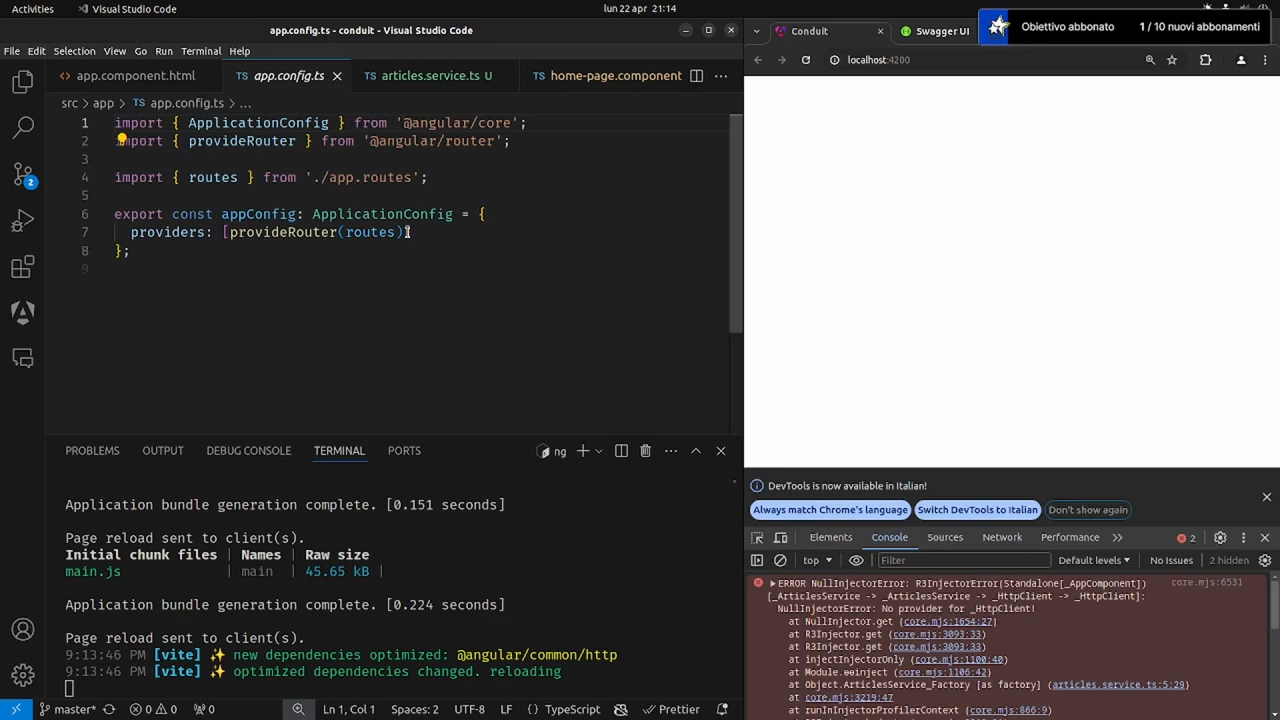 Activities
Visual Studio Code
lun 22 apr 21:14
Obiettivo abbonato
1 / 10 nuovi abbonamenti
app.config.ts - conduit - Visual Studio Code
File Edit Selection View Go Run Terminal Help
app.component.html
app.config.ts
articles.service.ts U
home-page.component
src > app > app.config.ts > ...
1 import { ApplicationConfig } from '@angular/core';
2 import { provideRouter } from '@angular/router';
3
4 import { routes } from './app.routes';
5
6 export const appConfig: ApplicationConfig = {
7 providers: [provideRouter(routes)]
8 };
9
PROBLEMS OUTPUT DEBUG CONSOLE TERMINAL PORTS
ng
Application bundle generation complete. [0.151 seconds]
Page reload sent to client(s).
Initial chunk files | Names | Raw size
main.js | main | 45.65 kB |
Application bundle generation complete. [0.224 seconds]
Page reload sent to client(s).
9:13:46 PM [vite] ✨ new dependencies optimized: @angular/common/http
9:13:46 PM [vite] ✨ optimized dependencies changed. reloading
master* 0 0 0 Ln 1, Col 1 Spaces: 2 UTF-8 LF TypeScript Prettier
2
Conduit
Swagger UI
localhost:4200
DevTools is now available in Italian!
Always match Chrome's language
Switch DevTools to Italian
Don't show again
Elements Console Sources Network Performance 2
top Filter Default levels No Issues 2 hidden
ERROR NullInjectorError: R3InjectorError(Standalone[_AppComponent]) core.mjs:6531
[_ArticlesService -> _ArticlesService -> _HttpClient -> _HttpClient]:
NullInjectorError: No provider for _HttpClient!
at NullInjector.get (core.mjs:1654:27)
at R3Injector.get (core.mjs:3093:33)
at R3Injector.get (core.mjs:3093:33)
at injectInjectorOnly (core.mjs:1100:40)
at Module.ɵɵinject (core.mjs:1106:42)
at Object.ArticlesService_Factory [as factory] (articles.service.ts:5:29)
at core.mjs:3219:47
at runInInjectorProfilerContext (core.mjs:866:9)